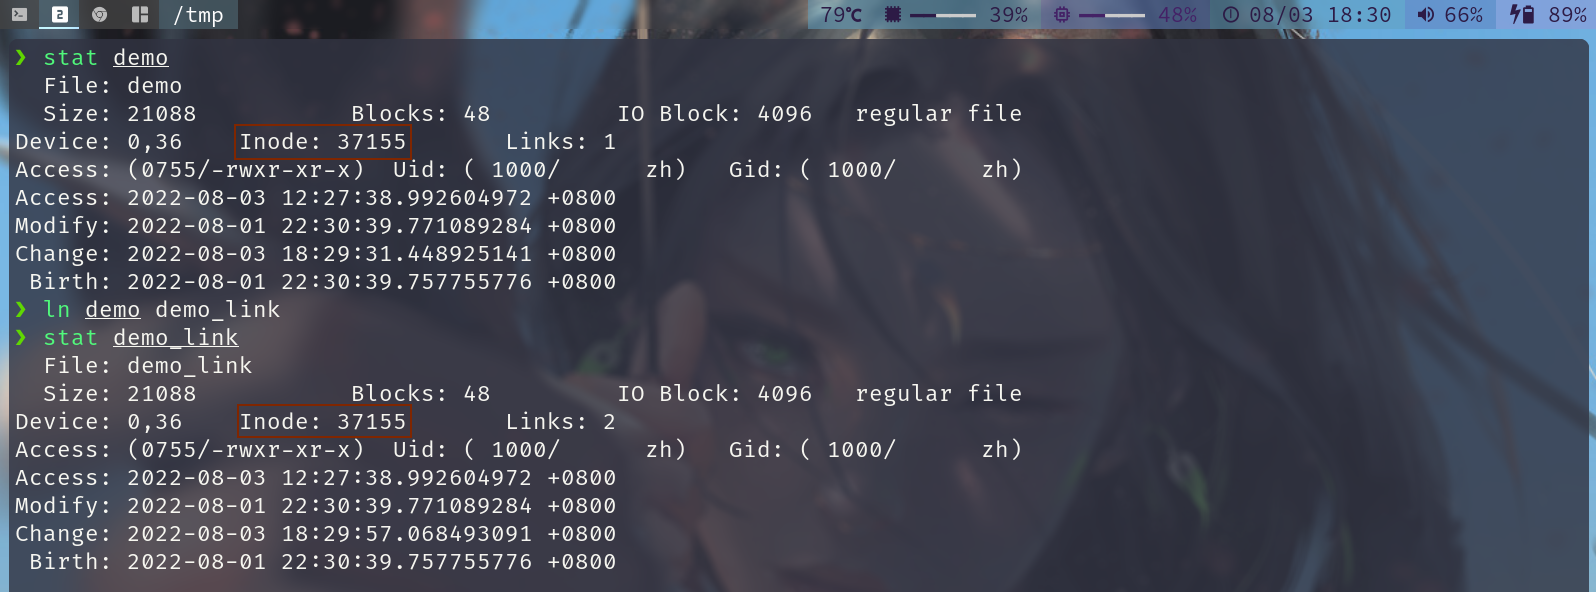 2 /tmp 79℃ 39% 48% 08/03 18:30 66% 89%
❯ stat demo
  File: demo
  Size: 21088           Blocks: 48         IO Block: 4096   regular file
Device: 0,36    Inode: 37155       Links: 1
Access: (0755/-rwxr-xr-x)  Uid: ( 1000/      zh)   Gid: ( 1000/      zh)
Access: 2022-08-03 12:27:38.992604972 +0800
Modify: 2022-08-01 22:30:39.771089284 +0800
Change: 2022-08-03 18:29:31.448925141 +0800
 Birth: 2022-08-01 22:30:39.757755776 +0800
❯ ln demo demo_link
❯ stat demo_link
  File: demo_link
  Size: 21088           Blocks: 48         IO Block: 4096   regular file
Device: 0,36    Inode: 37155       Links: 2
Access: (0755/-rwxr-xr-x)  Uid: ( 1000/      zh)   Gid: ( 1000/      zh)
Access: 2022-08-03 12:27:38.992604972 +0800
Modify: 2022-08-01 22:30:39.771089284 +0800
Change: 2022-08-03 18:29:57.068493091 +0800
 Birth: 2022-08-01 22:30:39.757755776 +0800